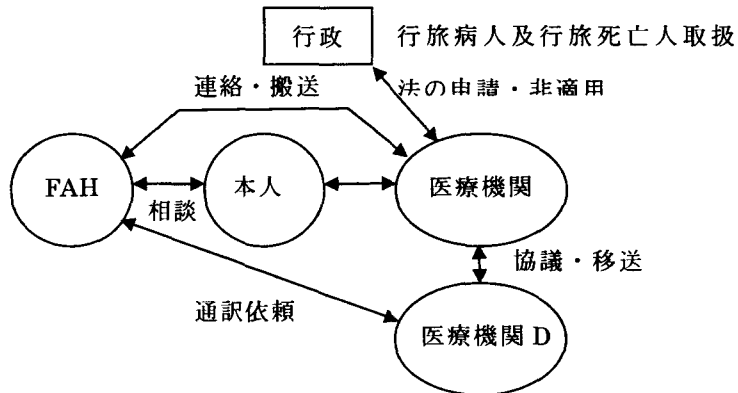 行政
行旅病人及行旅死亡人取扱
法の申請・非適用
連絡・搬送
FAH
本人
医療機関
相談
協議・移送
通訳依頼
医療機関 D